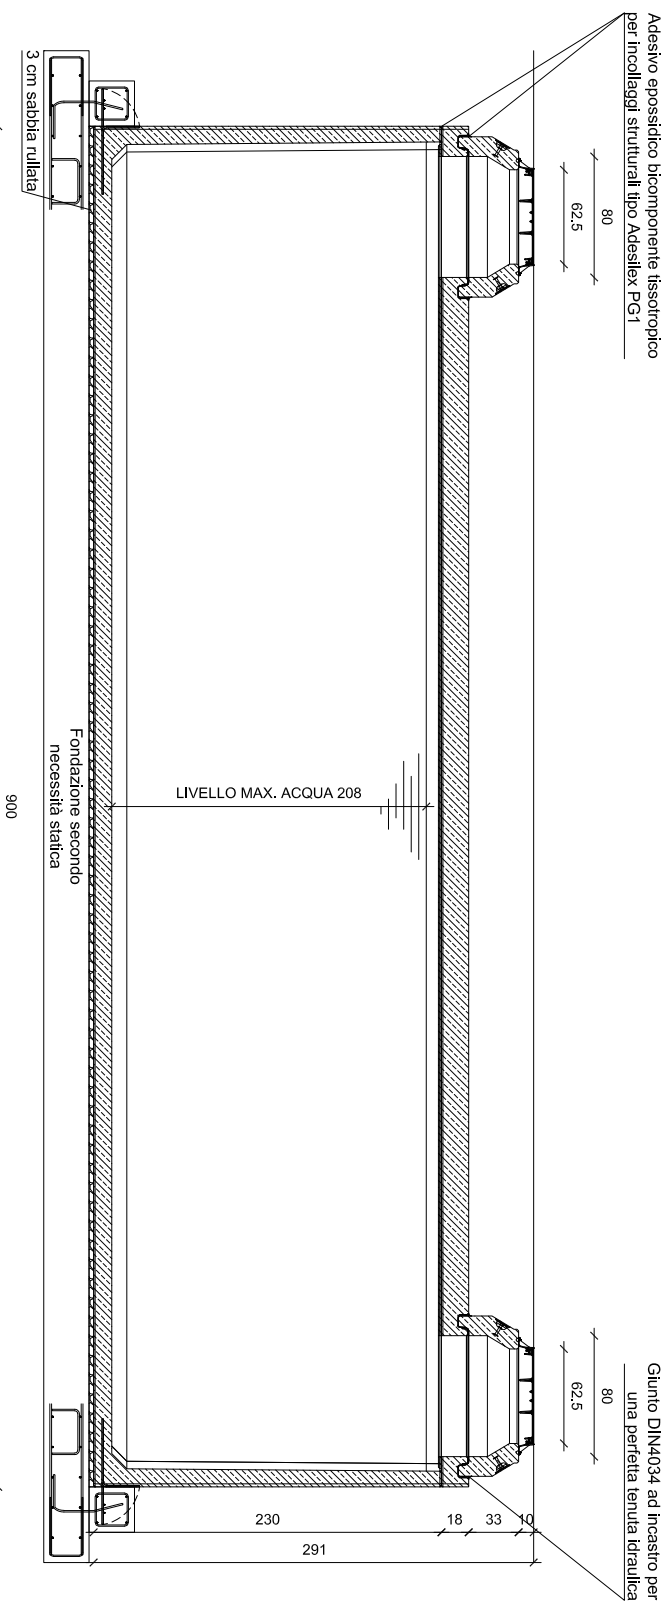 Adesivo epossidico bicomponente tissotropico
per incollaggi strutturali tipo Adesilex PG1
80
62.5
Giunto DIN4034 ad incastro per
una perfetta tenuta idraulica
80
62.5
LIVELLO MAX. ACQUA 208
230
18
33
10
291
3 cm sabbia rullata
Fondazione secondo
necessità statica
900